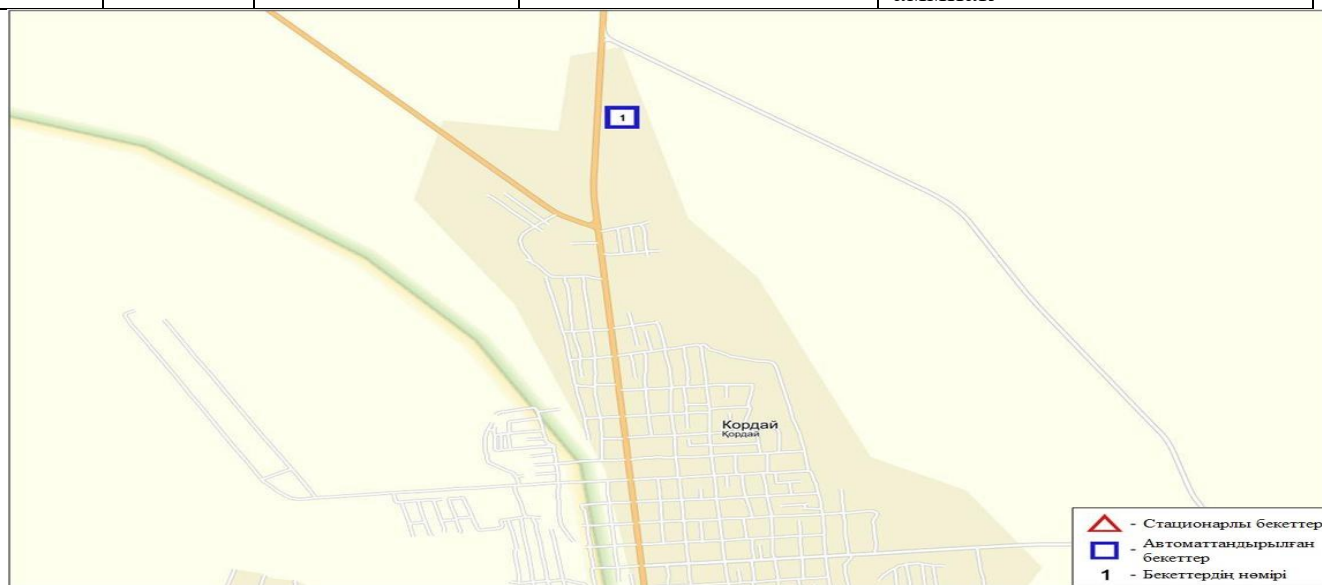 1
Кордай
Қордай
- Стационарлы бекеттер
- Автоматтандырылған
бекеттер
1 - Бекеттердің нөмірі